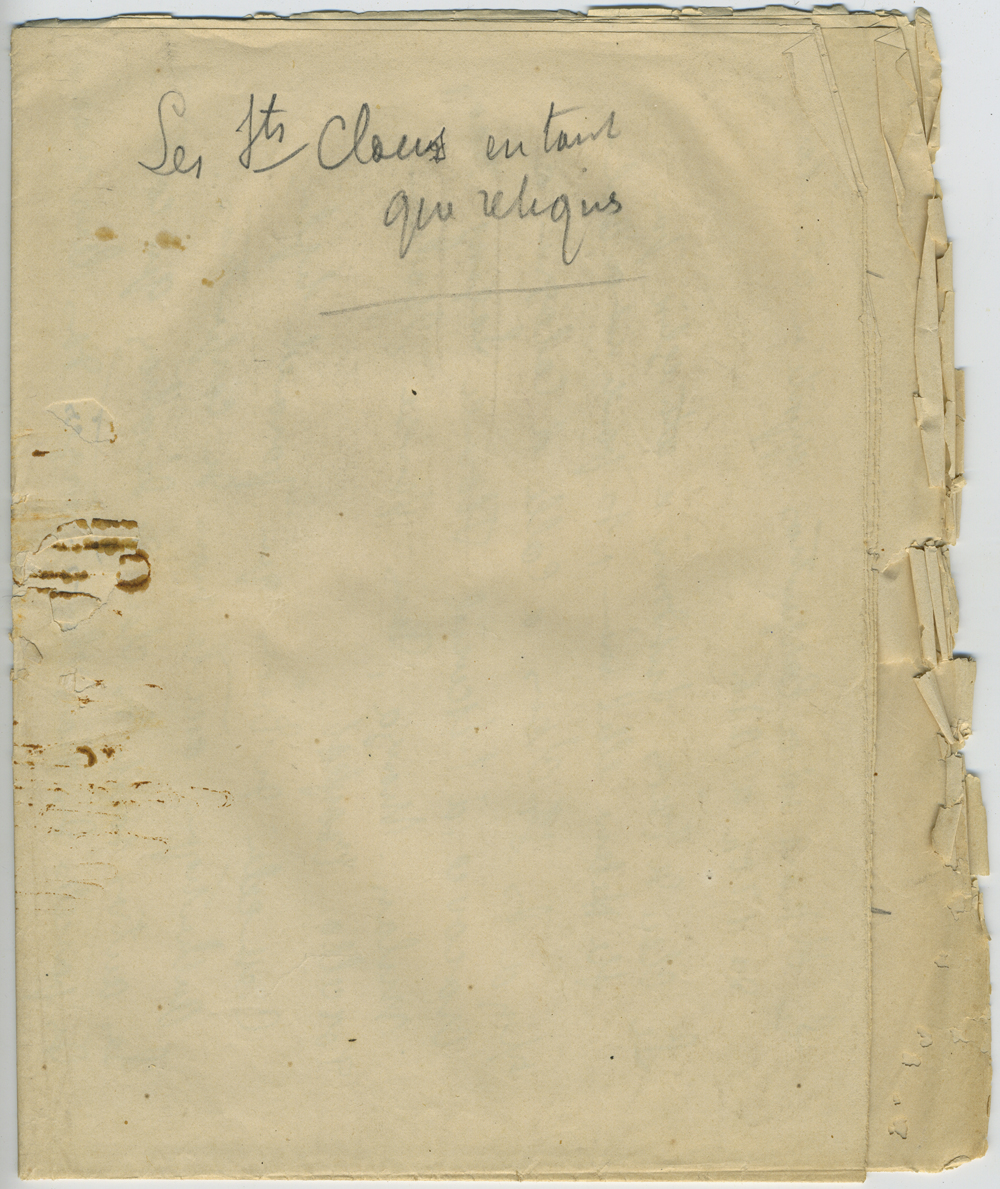 Les Sts Clous en tant
que reliques